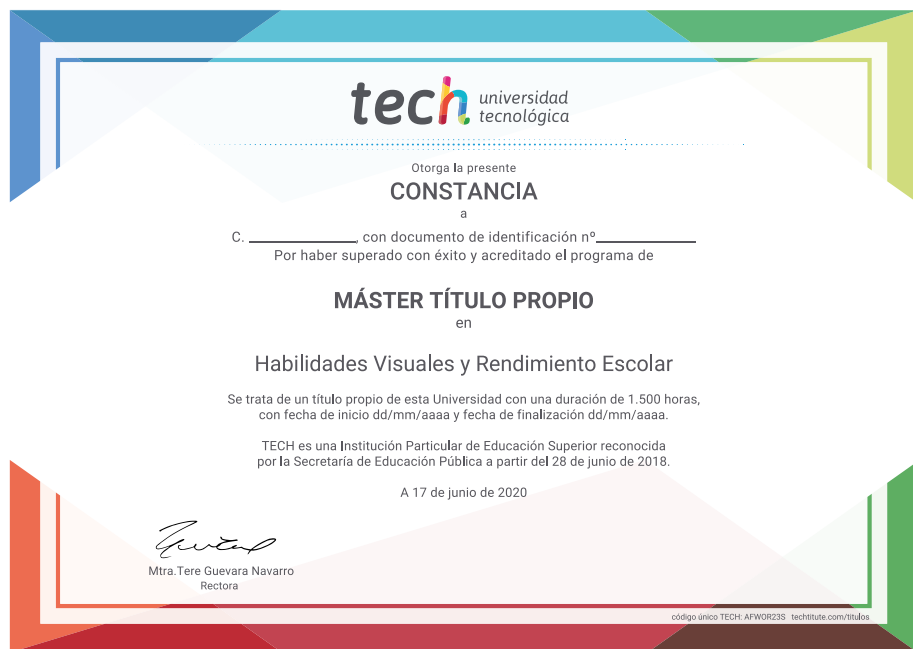 tech universidad
tecnológica
Otorga la presente
CONSTANCIA
a
C. ____________, con documento de identificación nº____________
Por haber superado con éxito y acreditado el programa de
MÁSTER TÍTULO PROPIO
en
Habilidades Visuales y Rendimiento Escolar
Se trata de un título propio de esta Universidad con una duración de 1.500 horas,
con fecha de inicio dd/mm/aaaa y fecha de finalización dd/mm/aaaa.
TECH es una Institución Particular de Educación Superior reconocida
por la Secretaría de Educación Pública a partir del 28 de junio de 2018.
A 17 de junio de 2020
Mtra.Tere Guevara Navarro
Rectora
código único TECH: AFWOR23S techtitute.com/titulos